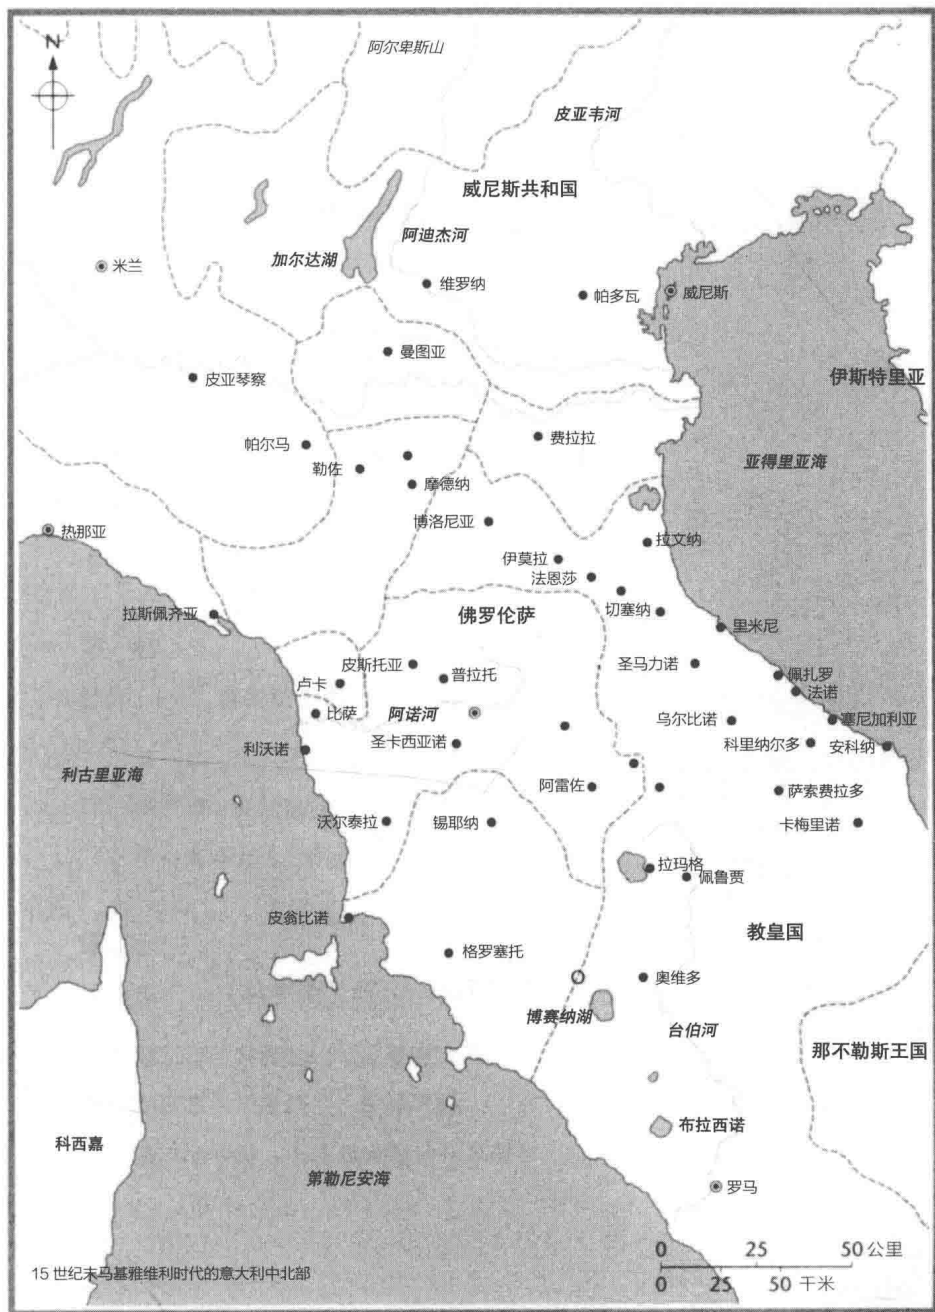 阿尔卑斯山
N
皮亚韦河
威尼斯共和国
阿迪杰河
加尔达湖
米兰
维罗纳
帕多瓦
威尼斯
曼图亚
皮亚琴察
伊斯特里亚
费拉拉
帕尔马
亚得里亚海
勒佐
摩德纳
博洛尼亚
热那亚
拉文纳
伊莫拉
法恩莎
切塞纳
拉斯佩齐亚
佛罗伦萨
里米尼
皮斯托亚
圣马力诺
普拉托
佩扎罗
卢卡
法诺
比萨
阿诺河
乌尔比诺
塞尼加利亚
圣卡西亚诺
科里纳尔多
安科纳
利沃诺
利古里亚海
阿雷佐
萨索费拉多
沃尔泰拉
锡耶纳
卡梅里诺
拉玛格
佩鲁贾
皮翁比诺
教皇国
格罗塞托
奥维多
博赛纳湖
台伯河
那不勒斯王国
布拉西诺
科西嘉
第勒尼安海
罗马
0 25 50 公里
0 25 50 干米
15 世纪末马基雅维利时代的意大利中北部